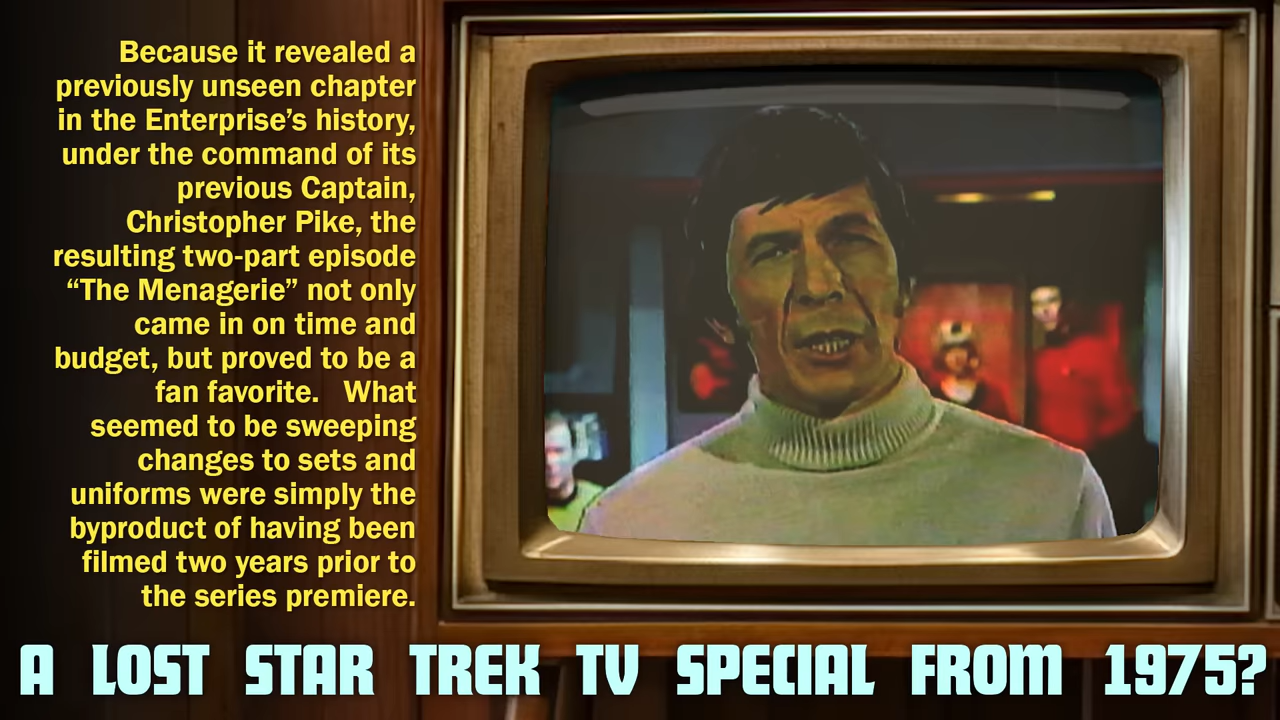 Because it revealed a
previously unseen chapter
in the Enterprise’s history,
under the command of its
previous Captain,
Christopher Pike, the
resulting two-part episode
“The Menagerie” not only
came in on time and
budget, but proved to be a
fan favorite.   What
seemed to be sweeping
changes to sets and
uniforms were simply the
byproduct of having been
filmed two years prior to
the series premiere.
A LOST STAR TREK TV SPECIAL FROM 1975?